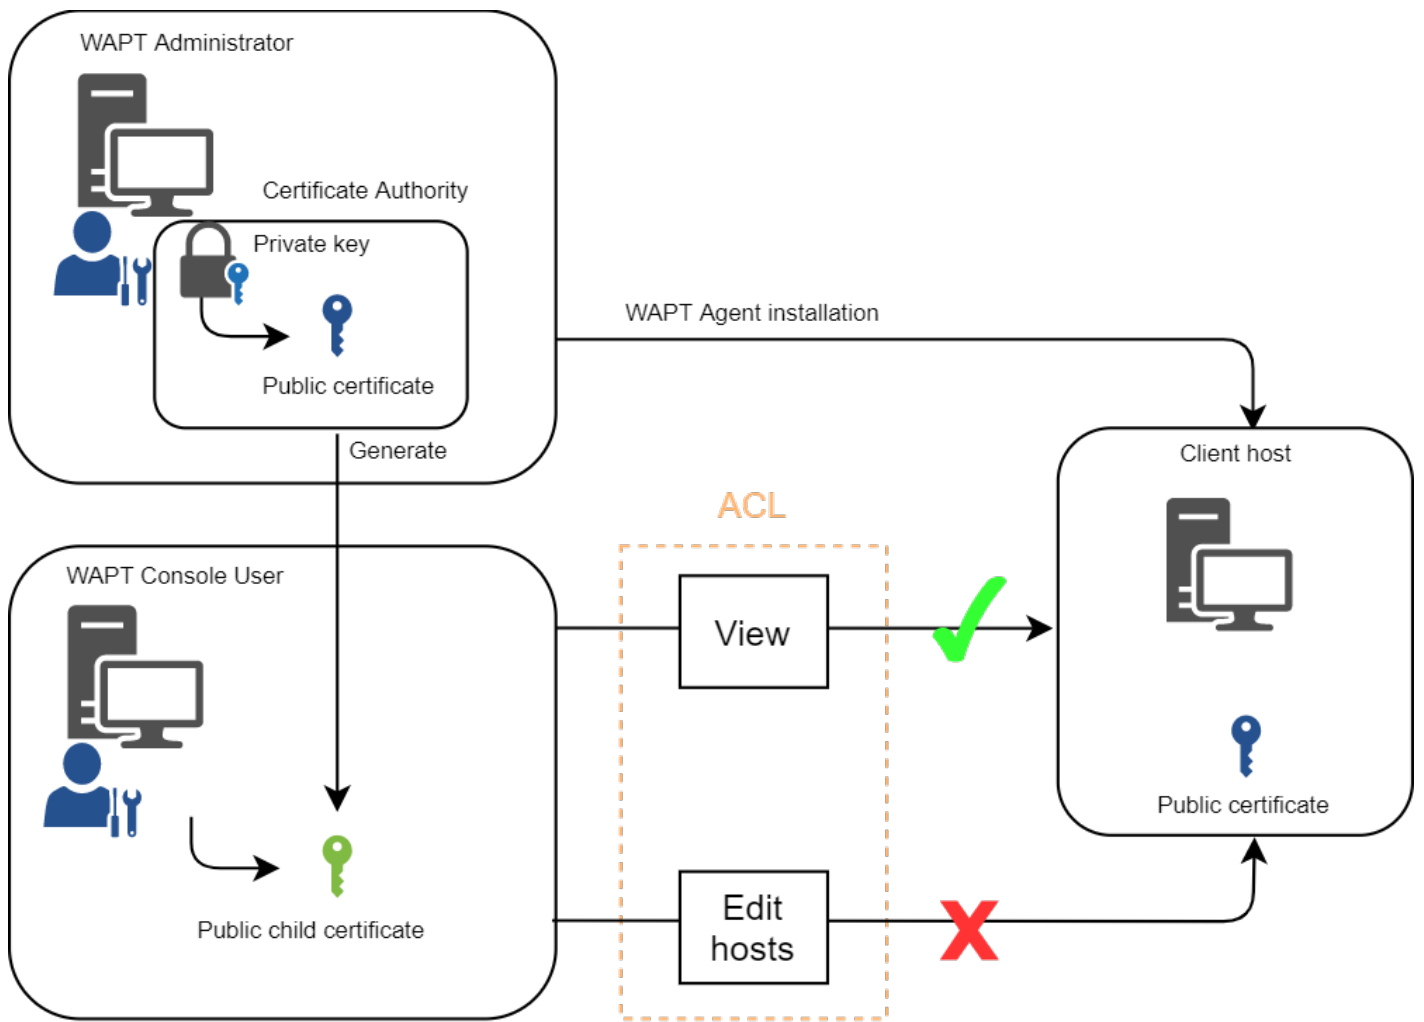 WAPT Administrator
Certificate Authority
Private key
Public certificate
Generate
WAPT Agent installation
Client host
Public certificate
ACL
WAPT Console User
View
Public child certificate
Edit
hosts